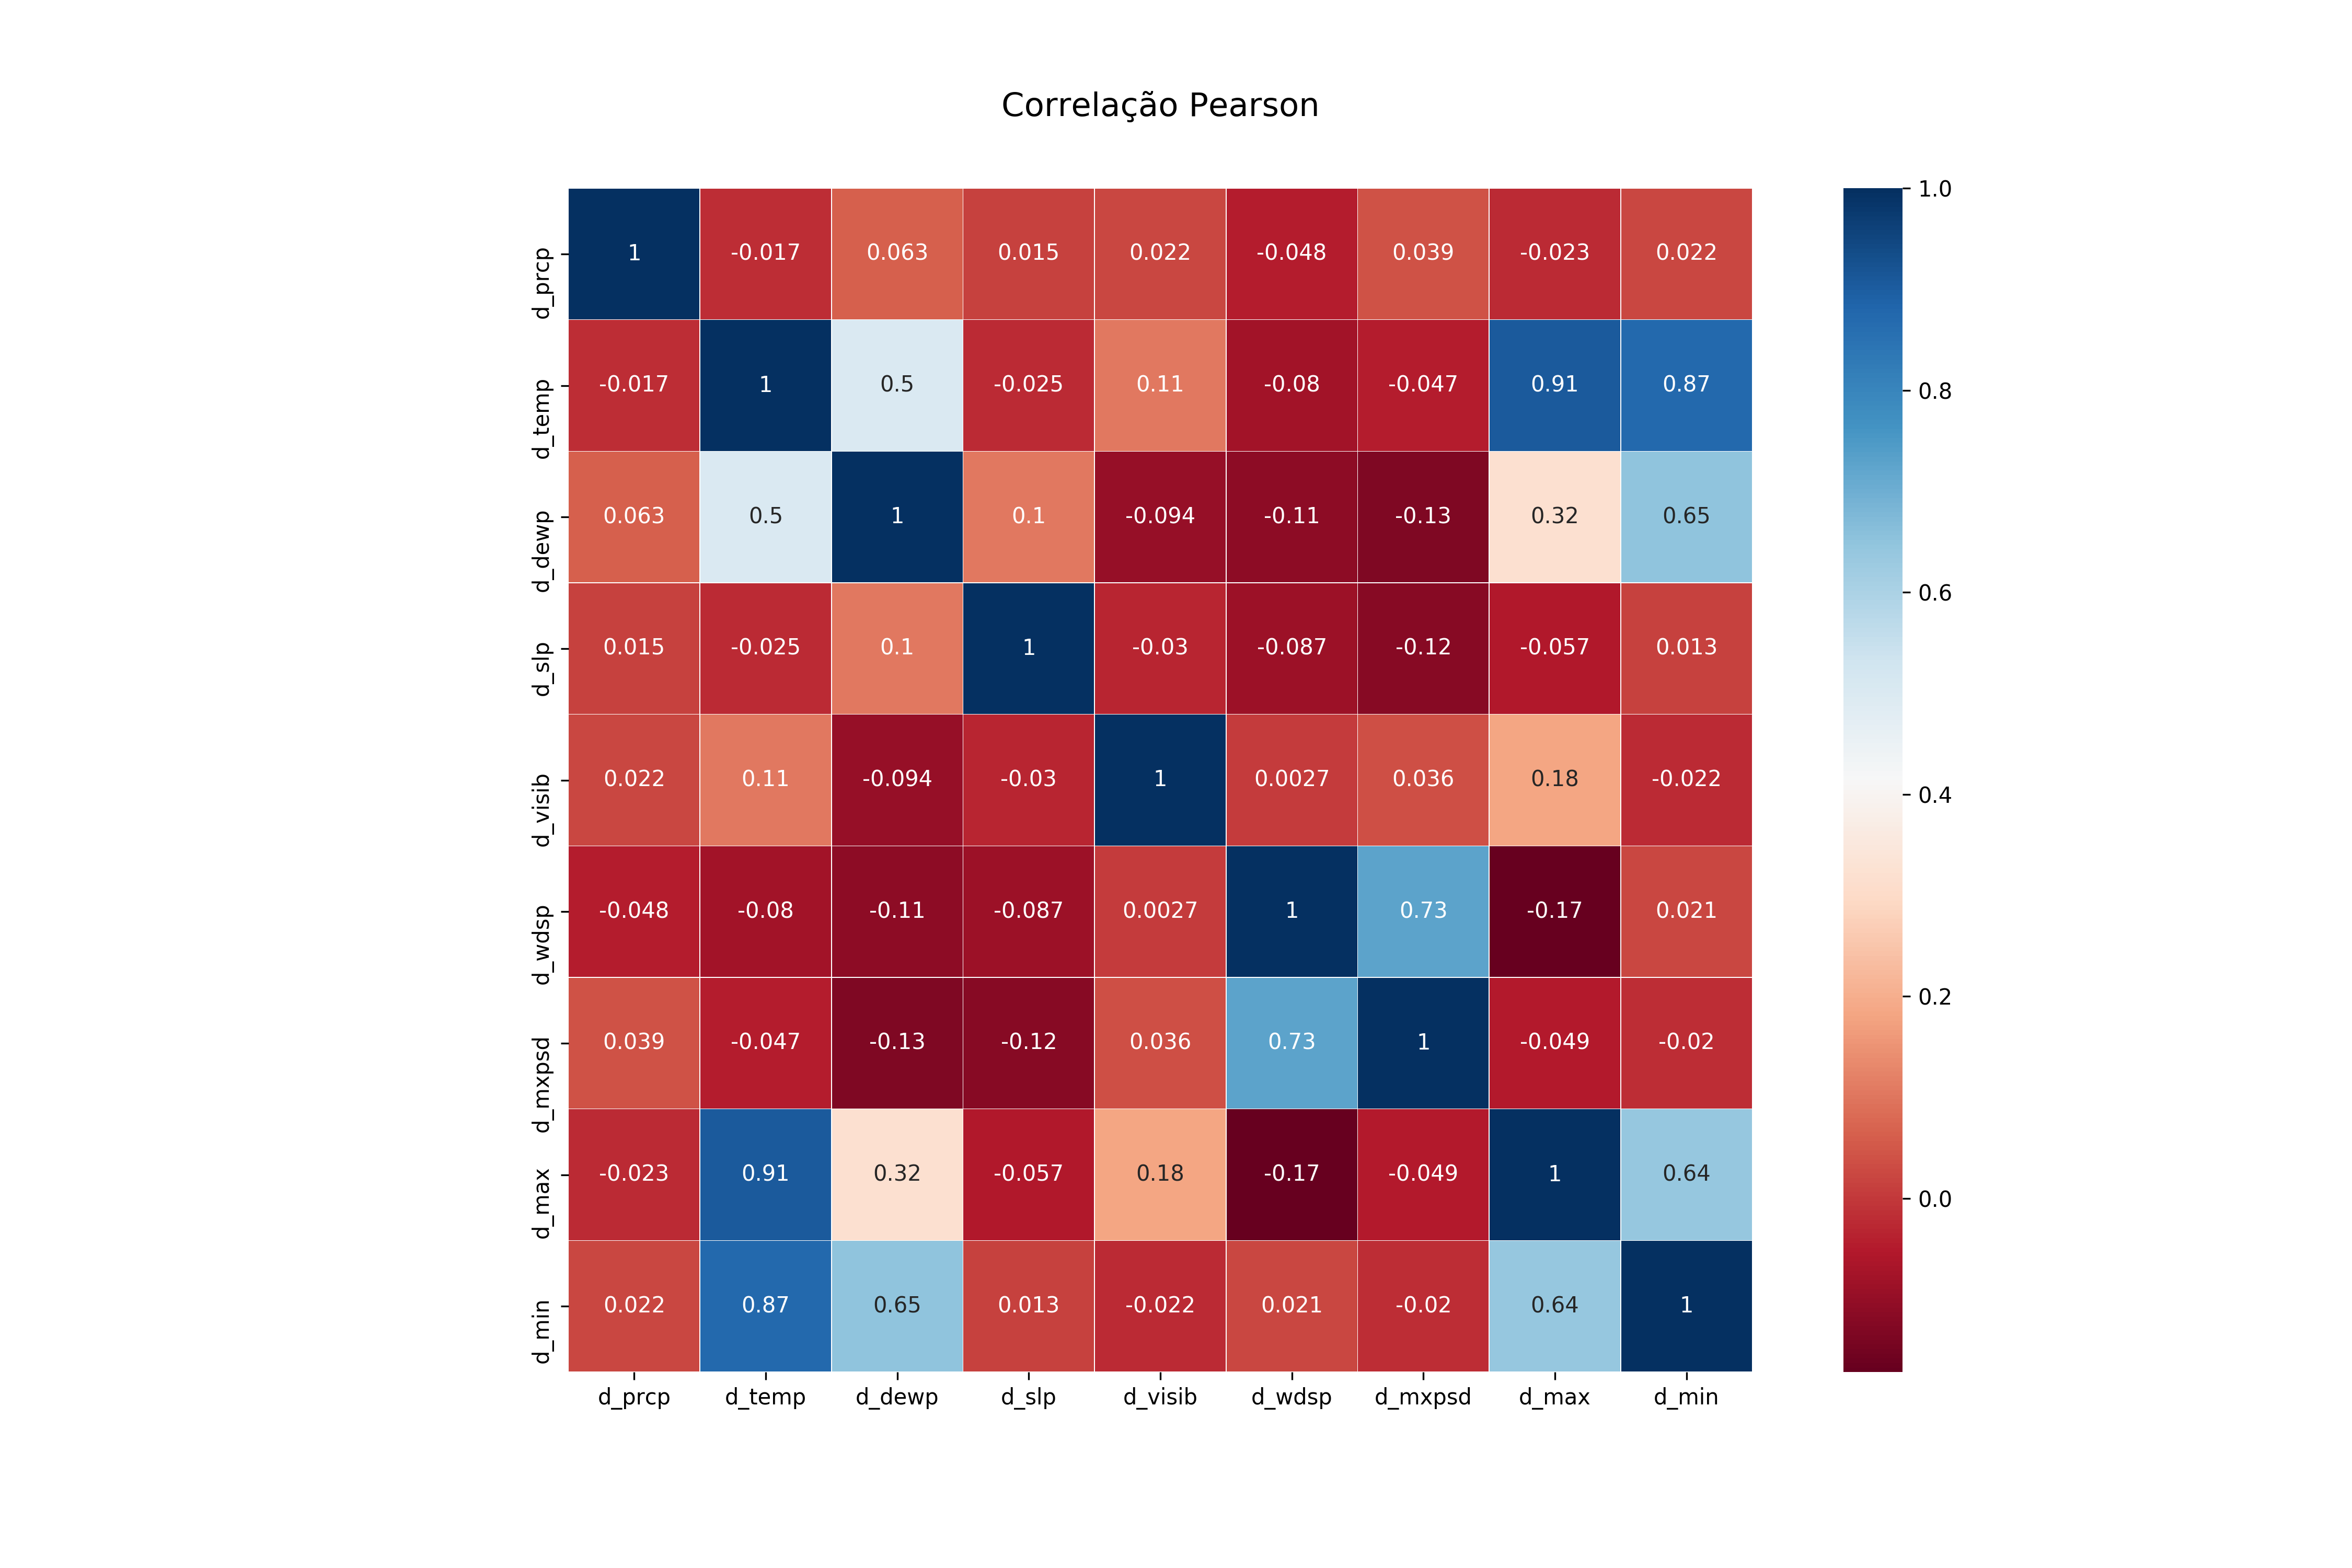 Correlação Pearson
d_prcp 1 -0.017 0.063 0.015 0.022 -0.048 0.039 -0.023 0.022
d_temp -0.017 1 0.5 -0.025 0.11 -0.08 -0.047 0.91 0.87
d_dewp 0.063 0.5 1 0.1 -0.094 -0.11 -0.13 0.32 0.65
d_slp 0.015 -0.025 0.1 1 -0.03 -0.087 -0.12 -0.057 0.013
d_visib 0.022 0.11 -0.094 -0.03 1 0.0027 0.036 0.18 -0.022
d_wdsp -0.048 -0.08 -0.11 -0.087 0.0027 1 0.73 -0.17 0.021
d_mxpsd 0.039 -0.047 -0.13 -0.12 0.036 0.73 1 -0.049 -0.02
d_max -0.023 0.91 0.32 -0.057 0.18 -0.17 -0.049 1 0.64
d_min 0.022 0.87 0.65 0.013 -0.022 0.021 -0.02 0.64 1
d_prcp d_temp d_dewp d_slp d_visib d_wdsp d_mxpsd d_max d_min
1.0
0.8
0.6
0.4
0.2
0.0